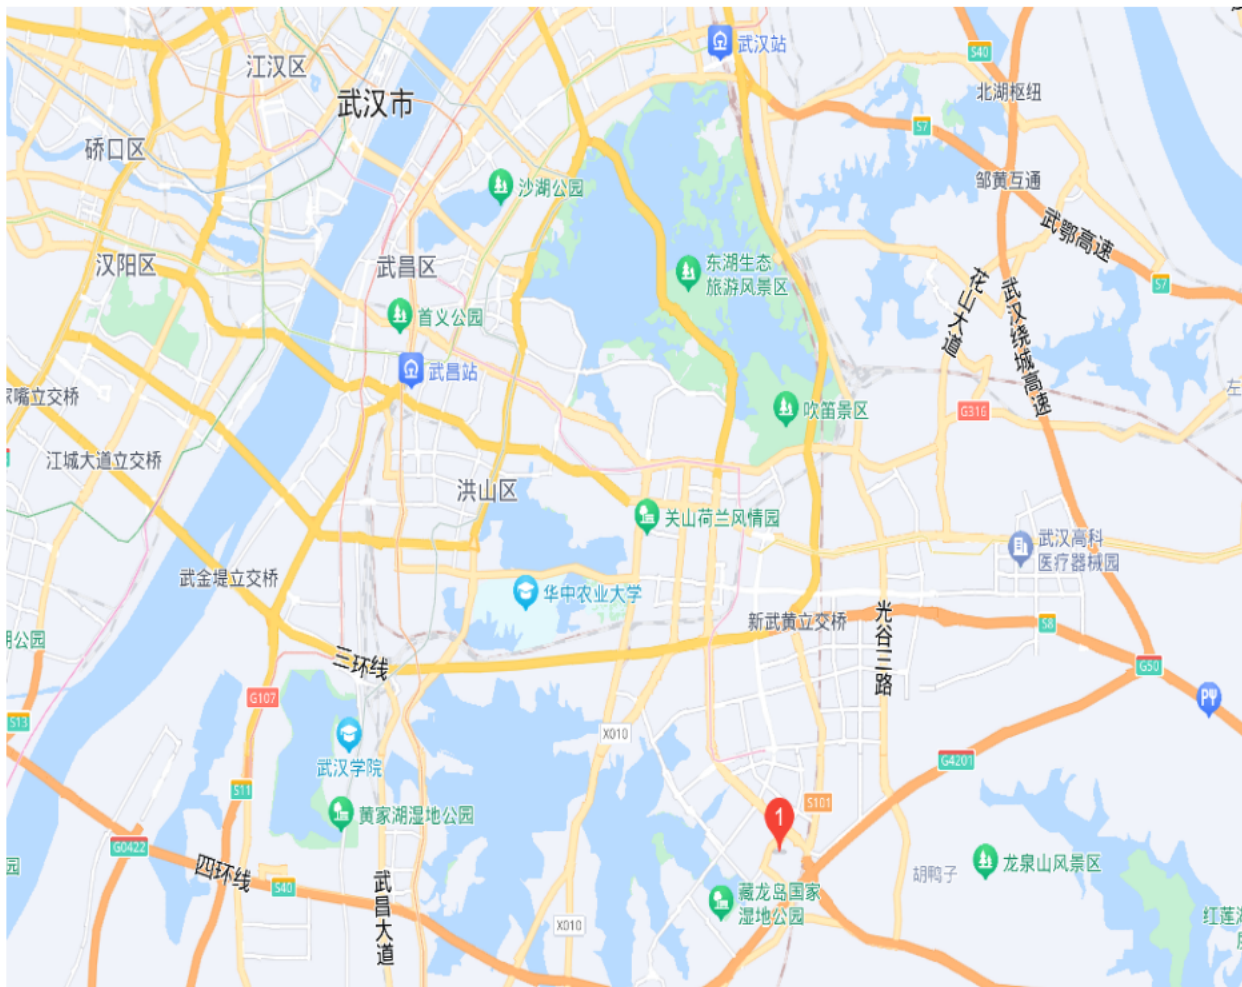 武汉站
S40
江汉区
北湖枢纽
武汉市
S7
硚口区
邹黄互通
沙湖公园
武鄂高速
汉阳区
武昌区
东湖生态
旅游风景区
S7
花山大道
武汉绕城高速
首义公园
武昌站
家嘴立交桥
左
吹笛景区
G316
江城大道立交桥
洪山区
关山荷兰风情园
武汉高科
医疗器械园
武金堤立交桥
华中农业大学
新武黄立交桥
光谷三路
S8
湖公园
三环线
G50
G107
S13
X010
武汉学院
G4201
S11
S101
1
黄家湖湿地公园
G0422
四环线
S40
武昌大道
龙泉山风景区
胡鸭子
园
藏龙岛国家
湿地公园
X010
红莲湖